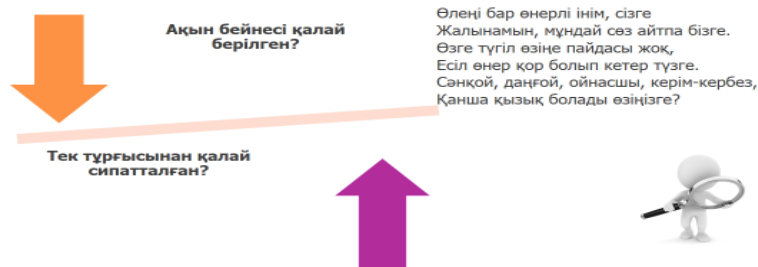 Ақын бейнесі қалай
берілген?
Өлеңі бар өнерлі інім, сізге
Жалынамын, мұндай сөз айтпа бізге.
Өзге түгіл өзіңе пайдасы жоқ,
Есіл өнер қор болып кетер түзге.
Сәнқой, даңғой, ойнасшы, керім-кербез,
Қанша қызық болады өзіңізге?
Тек тұрғысынан қалай
сипатталған?